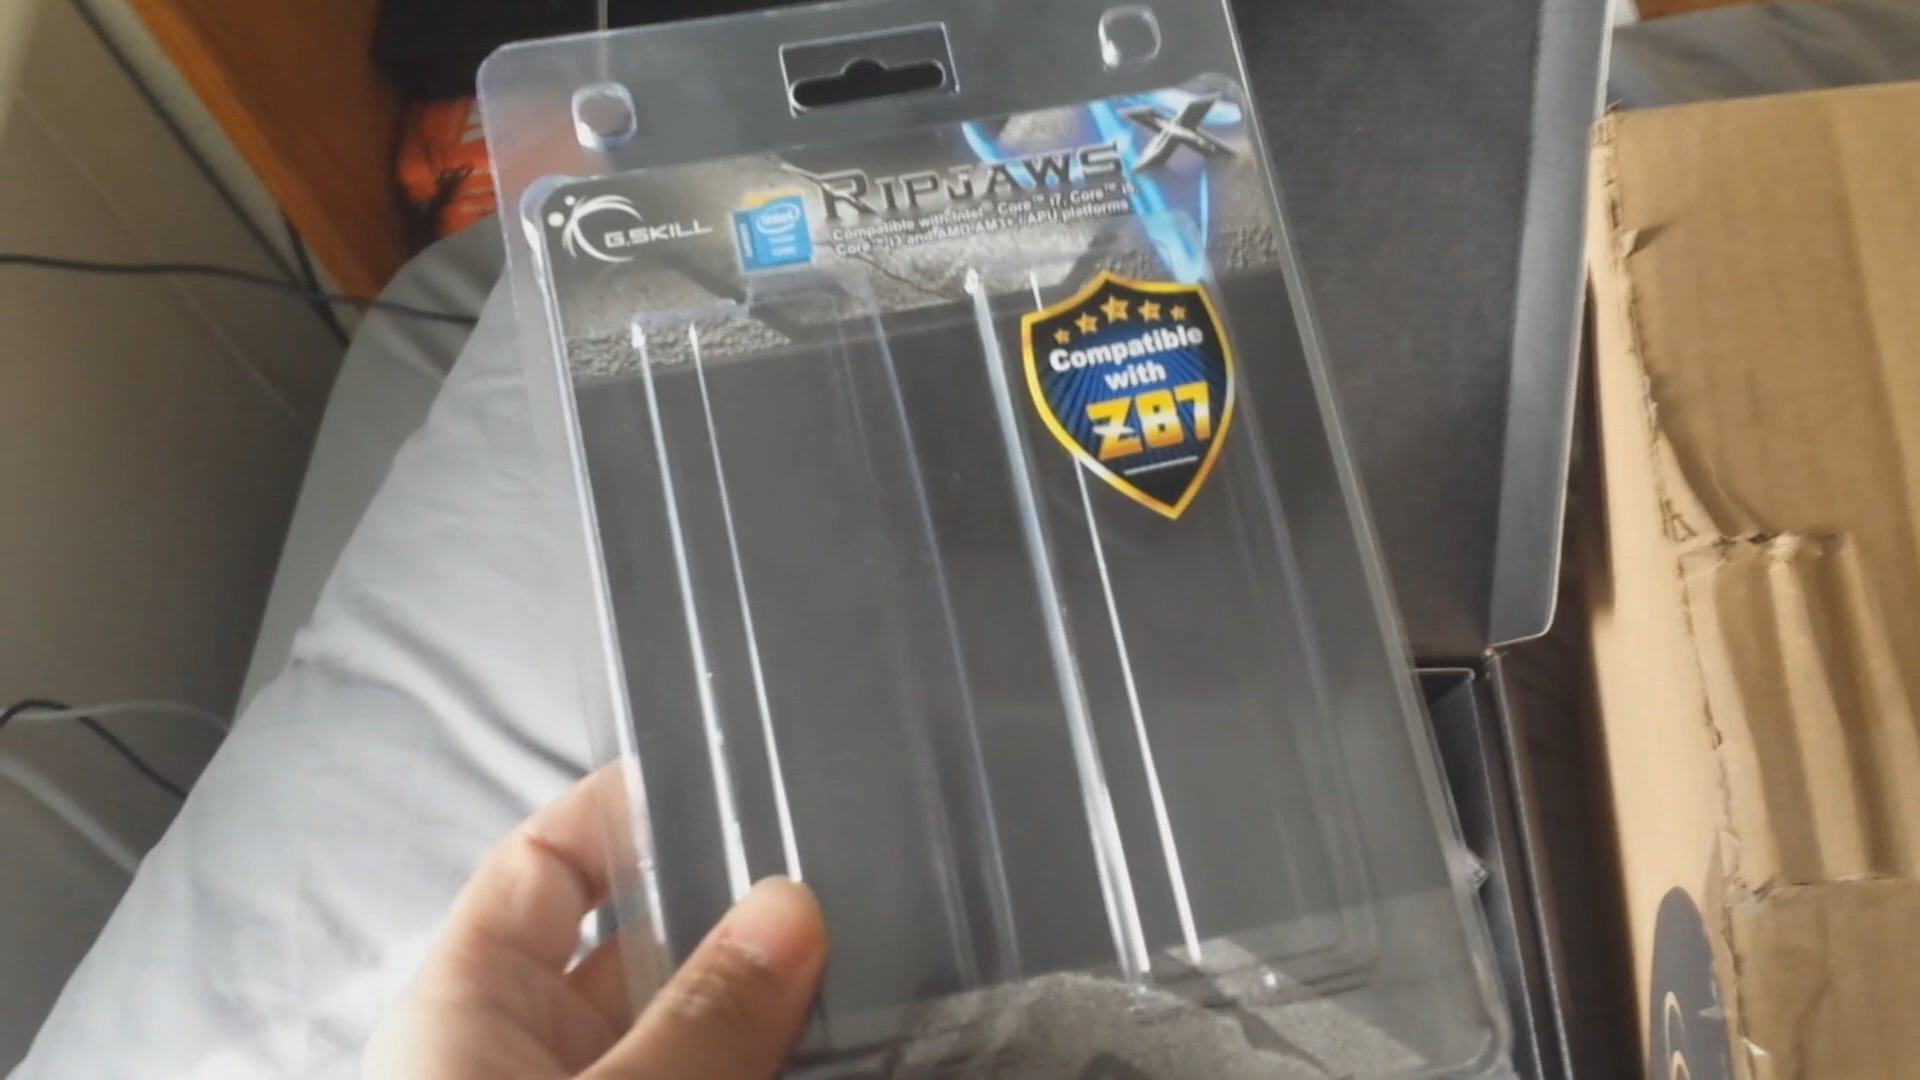 G.SKILL
intel
RIPJAWS X
Compatible with Intel® Core™ i7, Core™ i5,
Core™ i3 and AMD AM3+ / APU platforms
Compatible
with
Z87